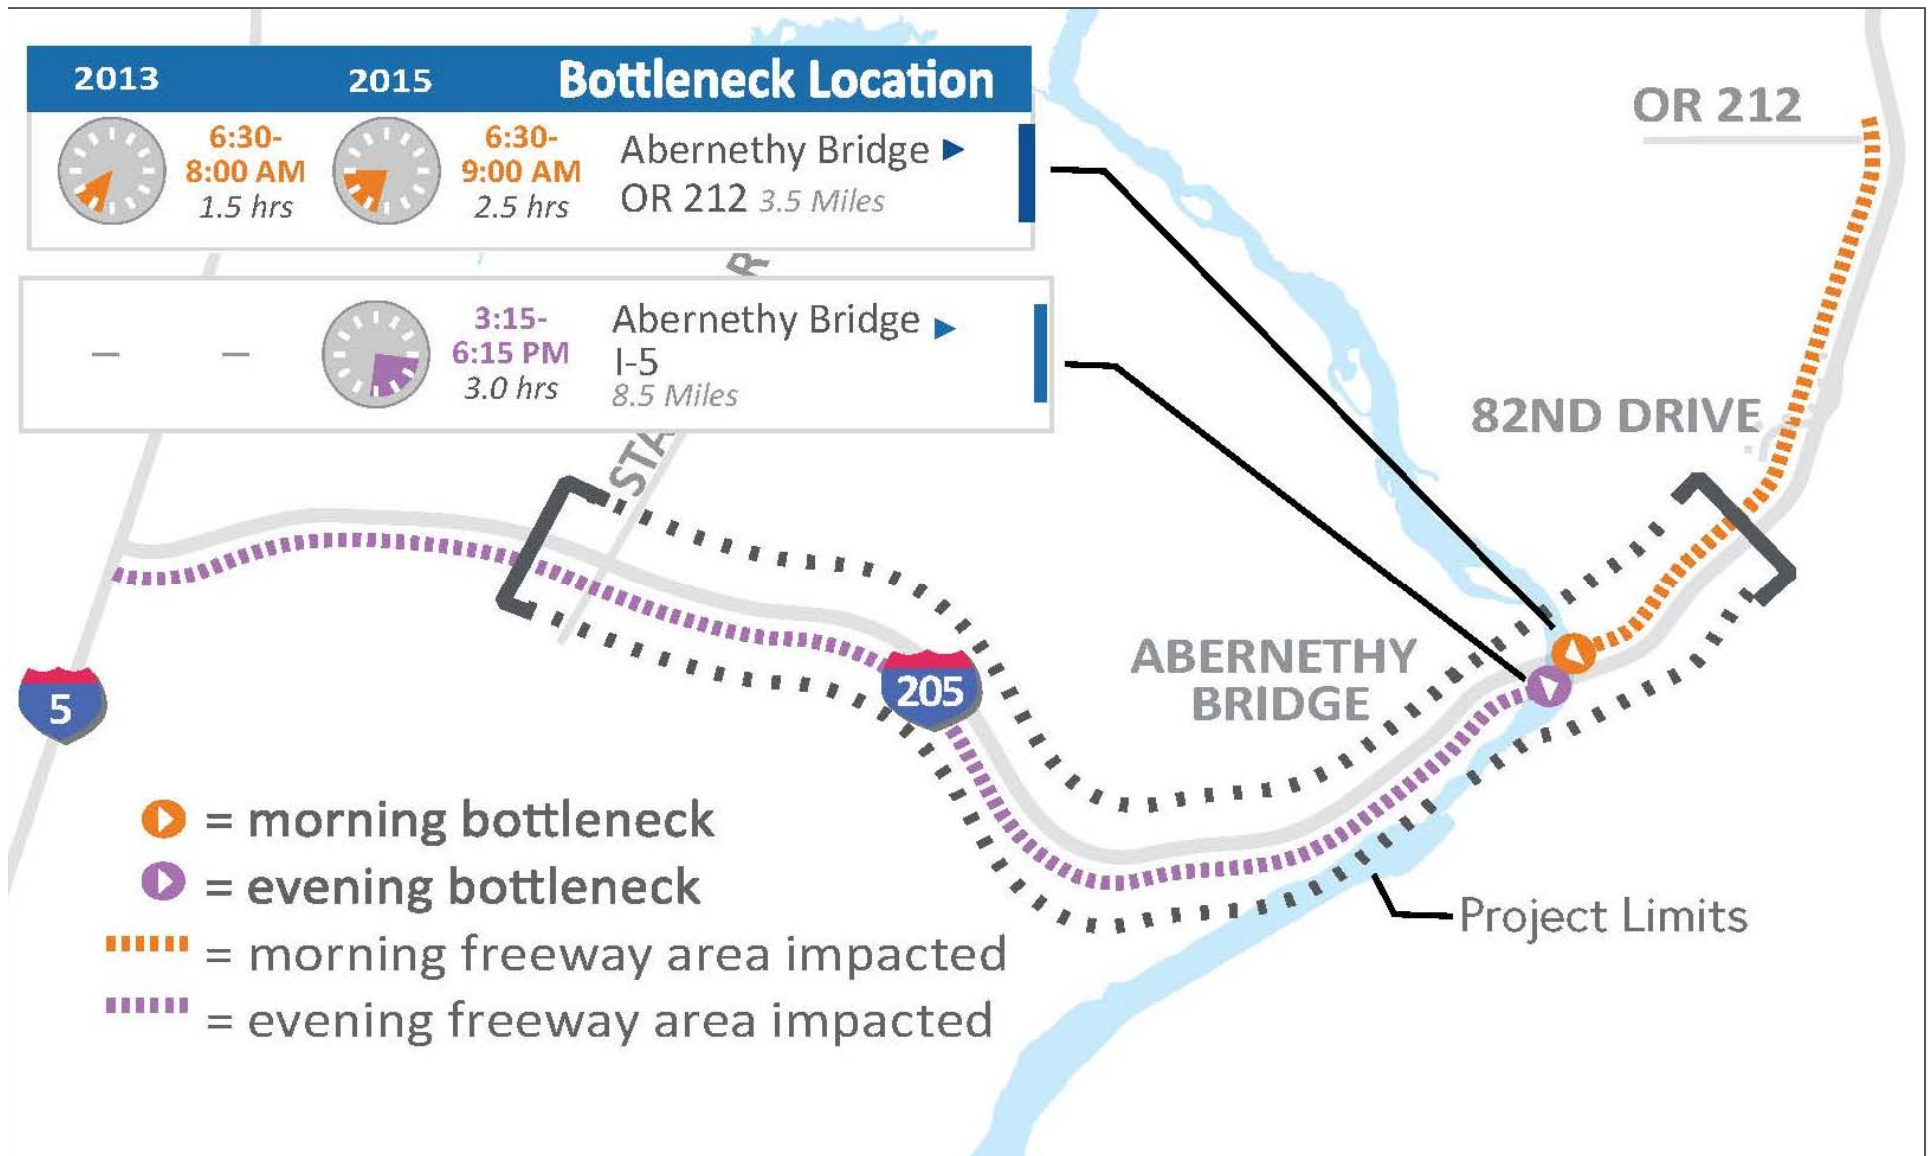 2013 2015 Bottleneck Location
6:30-
8:00 AM
1.5 hrs
6:30-
9:00 AM
2.5 hrs
Abernethy Bridge
OR 212 3.5 Miles
– –
3:15-
6:15 PM
3.0 hrs
Abernethy Bridge
I-5
8.5 Miles
OR 212
82ND DRIVE
ABERNETHY
BRIDGE
205
5
= morning bottleneck
= evening bottleneck
= morning freeway area impacted
= evening freeway area impacted
Project Limits